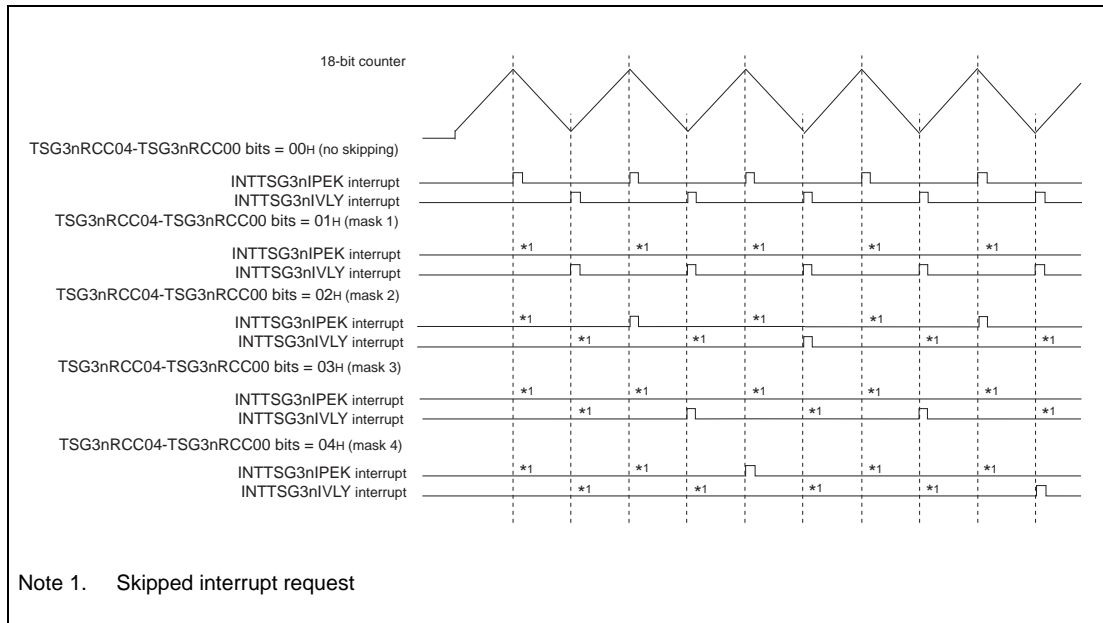 18-bit counter
TSG3nRCC04-TSG3nRCC00 bits = 00H (no skipping)
INTTSG3nIPEK interrupt
INTTSG3nIVLY interrupt
TSG3nRCC04-TSG3nRCC00 bits = 01H (mask 1)
INTTSG3nIPEK interrupt *1 *1 *1 *1 *1
INTTSG3nIVLY interrupt
TSG3nRCC04-TSG3nRCC00 bits = 02H (mask 2)
INTTSG3nIPEK interrupt *1 *1 *1
INTTSG3nIVLY interrupt *1 *1 *1 *1
TSG3nRCC04-TSG3nRCC00 bits = 03H (mask 3)
INTTSG3nIPEK interrupt *1 *1 *1 *1 *1
INTTSG3nIVLY interrupt *1 *1 *1
TSG3nRCC04-TSG3nRCC00 bits = 04H (mask 4)
INTTSG3nIPEK interrupt *1 *1 *1 *1
INTTSG3nIVLY interrupt *1 *1 *1 *1
Note 1. Skipped interrupt request